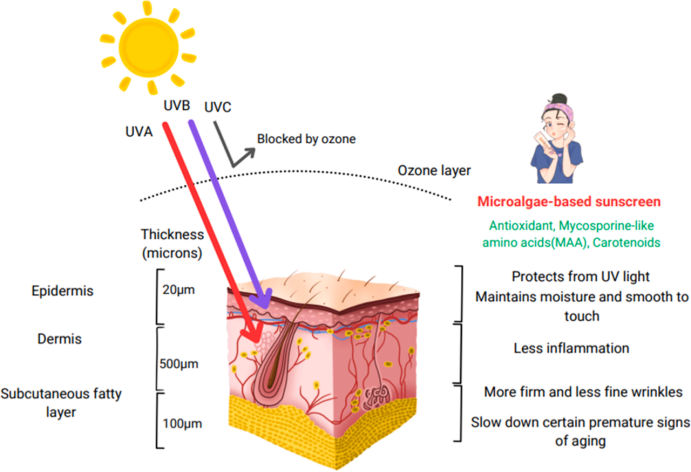 UVA
UVB
UVC
Blocked by ozone
Ozone layer
Microalgae-based sunscreen
Antioxidant, Mycosporine-like
amino acids(MAA), Carotenoids
Thickness
(microns)
Epidermis
20µm
Protects from UV light
Maintains moisture and smooth to
touch
Dermis
500µm
Less inflammation
Subcutaneous fatty
layer
100µm
More firm and less fine wrinkles
Slow down certain premature signs
of aging